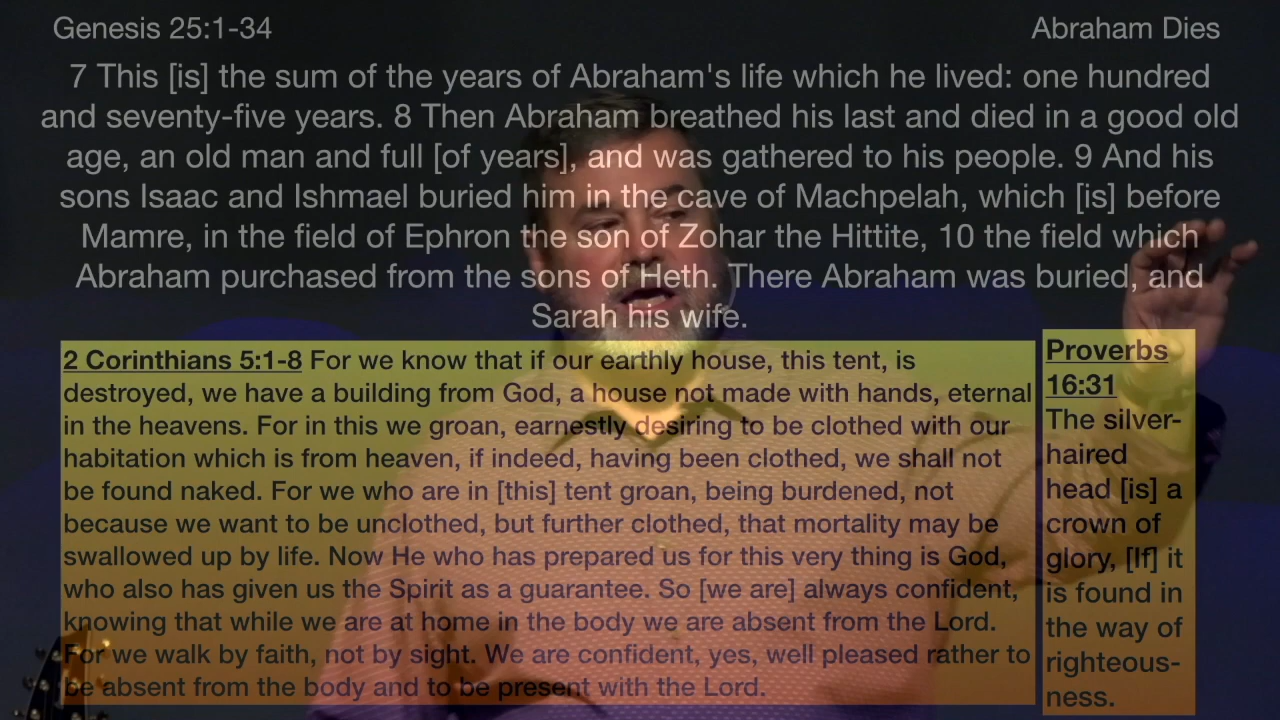 Genesis 25:1-34
Abraham Dies
7 This [is] the sum of the years of Abraham's life which he lived: one hundred
and seventy-five years. 8 Then Abraham breathed his last and died in a good old
age, an old man and full [of years], and was gathered to his people. 9 And his
sons Isaac and Ishmael buried him in the cave of Machpelah, which [is] before
Mamre, in the field of Ephron the son of Zohar the Hittite, 10 the field which
Abraham purchased from the sons of Heth. There Abraham was buried, and
Sarah his wife.
2 Corinthians 5:1-8 For we know that if our earthly house, this tent, is
destroyed, we have a building from God, a house not made with hands, eternal
in the heavens. For in this we groan, earnestly desiring to be clothed with our
habitation which is from heaven, if indeed, having been clothed, we shall not
be found naked. For we who are in [this] tent groan, being burdened, not
because we want to be unclothed, but further clothed, that mortality may be
swallowed up by life. Now He who has prepared us for this very thing is God,
who also has given us the Spirit as a guarantee. So [we are] always confident,
knowing that while we are at home in the body we are absent from the Lord.
For we walk by faith, not by sight. We are confident, yes, well pleased rather to
be absent from the body and to be present with the Lord.
Proverbs
16:31
The silver-
haired
head [is] a
crown of
glory, [If] it
is found in
the way of
righteous-
ness.